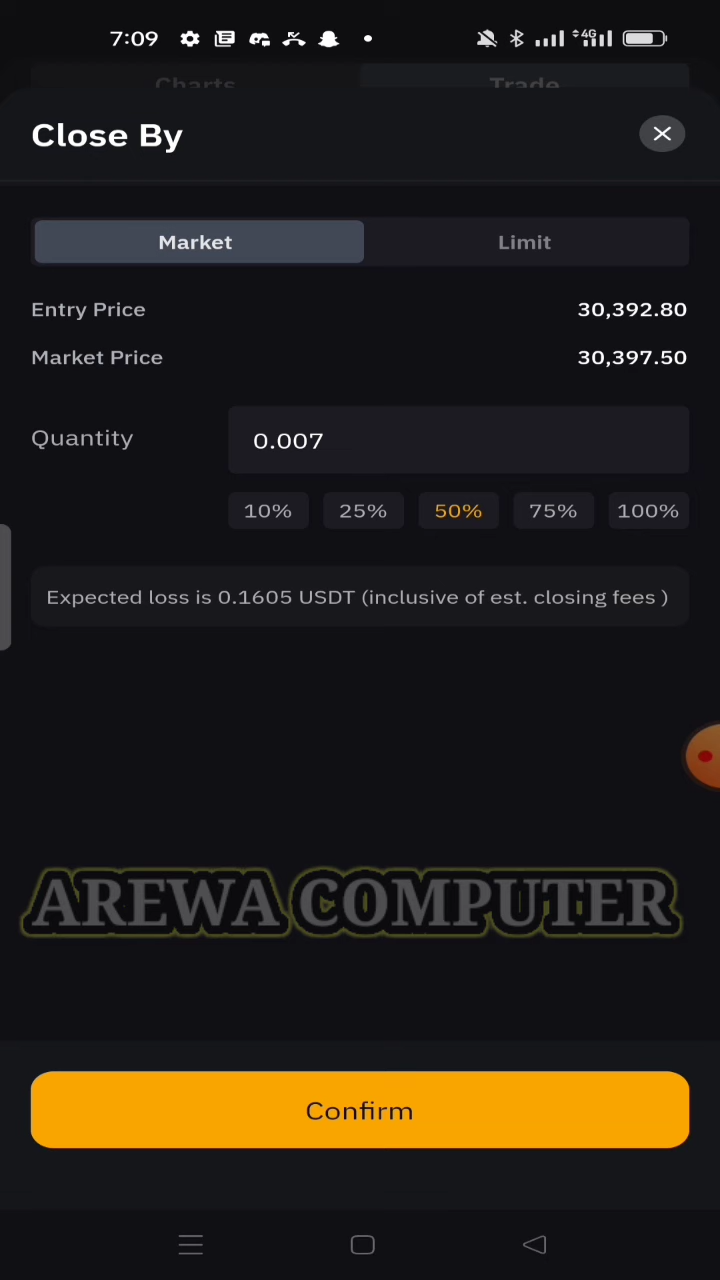 7:09
4G
Charts Trade
Close By
Market Limit
Entry Price 30,392.80
Market Price 30,397.50
Quantity 0.007
10% 25% 50% 75% 100%
Expected loss is 0.1605 USDT (inclusive of est. closing fees )
AREWA COMPUTER
Confirm